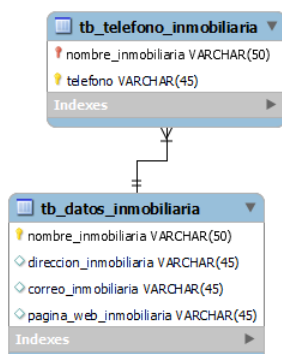 tb_telefono_inmobiliaria
nombre_inmobiliaria VARCHAR(50)
telefono VARCHAR(45)
Indexes
tb_datos_inmobiliaria
nombre_inmobiliaria VARCHAR(50)
direccion_inmobiliaria VARCHAR(45)
correo_inmobiliaria VARCHAR(45)
pagina_web_inmobiliaria VARCHAR(45)
Indexes